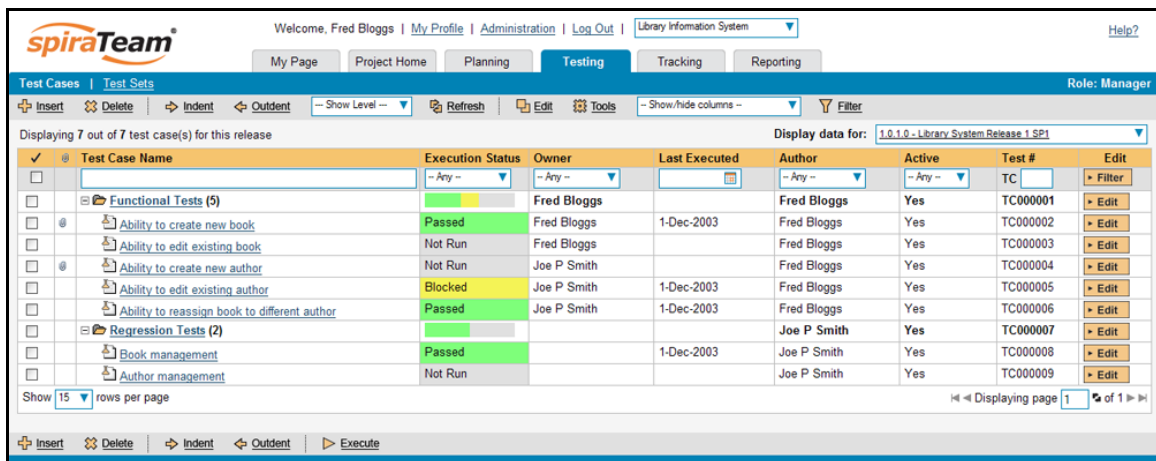 Welcome, Fred Bloggs | My Profile | Administration | Log Out | Library Information System Help?
spiraTeam
My Page Project Home Planning Testing Tracking Reporting
Test Cases | Test Sets Role: Manager
Insert Delete | Indent Outdent -- Show Level -- Refresh | Edit Tools -- Show/hide columns -- Filter
Displaying 7 out of 7 test case(s) for this release Display data for: 1.0.1.0 - Library System Release 1 SP1
Test Case Name Execution Status Owner Last Executed Author Active Test # Edit
-- Any -- -- Any -- -- Any -- -- Any -- TC Filter
Functional Tests (5) Fred Bloggs Fred Bloggs Yes TC000001 Edit
Ability to create new book Passed Fred Bloggs 1-Dec-2003 Fred Bloggs Yes TC000002 Edit
Ability to edit existing book Not Run Fred Bloggs Fred Bloggs Yes TC000003 Edit
Ability to create new author Not Run Joe P Smith Fred Bloggs Yes TC000004 Edit
Ability to edit existing author Blocked Joe P Smith 1-Dec-2003 Fred Bloggs Yes TC000005 Edit
Ability to reassign book to different author Passed Joe P Smith 1-Dec-2003 Fred Bloggs Yes TC000006 Edit
Regression Tests (2) Joe P Smith Yes TC000007 Edit
Book management Passed 1-Dec-2003 Joe P Smith Yes TC000008 Edit
Author management Not Run Joe P Smith Yes TC000009 Edit
Show 15 rows per page Displaying page 1 of 1
Insert Delete | Indent Outdent | Execute